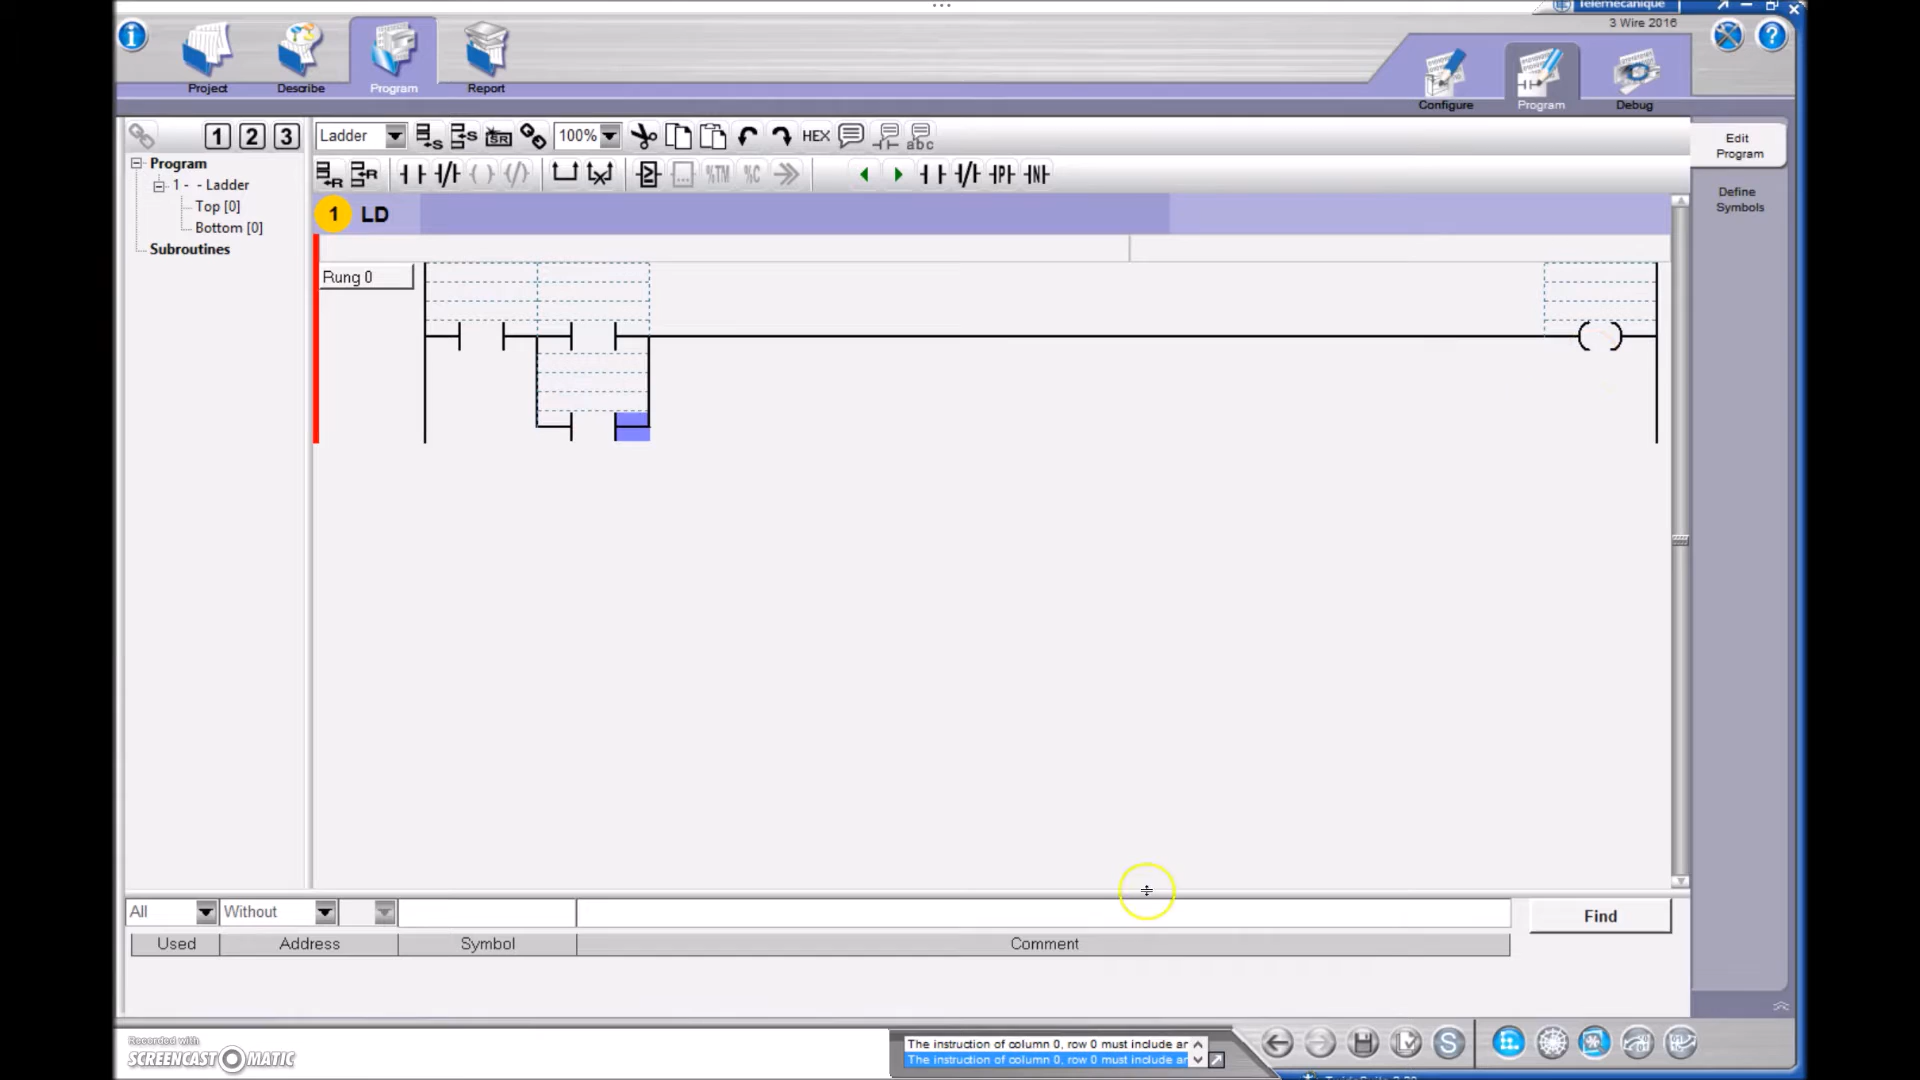 Telemecanique
3 Wire 2016
Project
Describe
Program
Report
Configure
Program
Debug
1 2 3
Ladder
SR
100%
HEX
abc
Edit
Program
Program
1 - - Ladder
Top [0]
Bottom [0]
Subroutines
R
%TM
%C
P
N
Define
Symbols
1 LD
Rung 0
All
Without
Find
Used
Address
Symbol
Comment
Recorded with
SCREENCAST MATIC
The instruction of column 0, row 0 must include ar
The instruction of column 0, row 0 must include ar
S